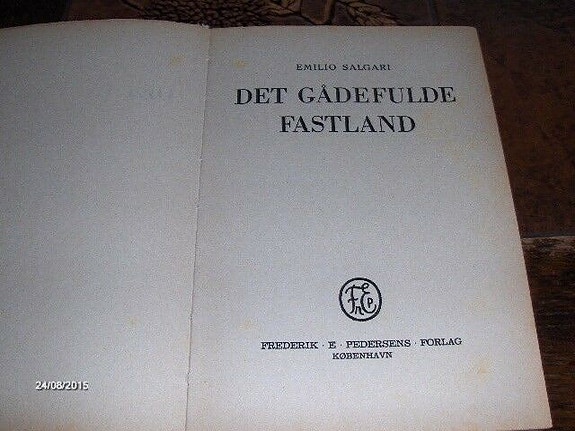 EMILIO SALGARI
DET GÅDEFULDE
FASTLAND
FREDERIK · E · PEDERSENS · FORLAG
KØBENHAVN
24/08/2015